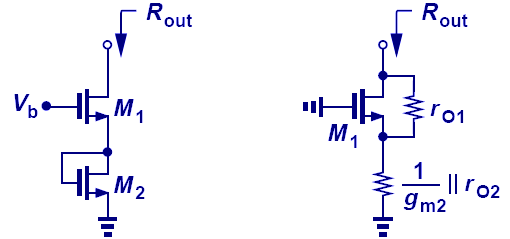 R_out
V_b
M_1
M_2
R_out
M_1
r_O1
1/g_m2 || r_O2